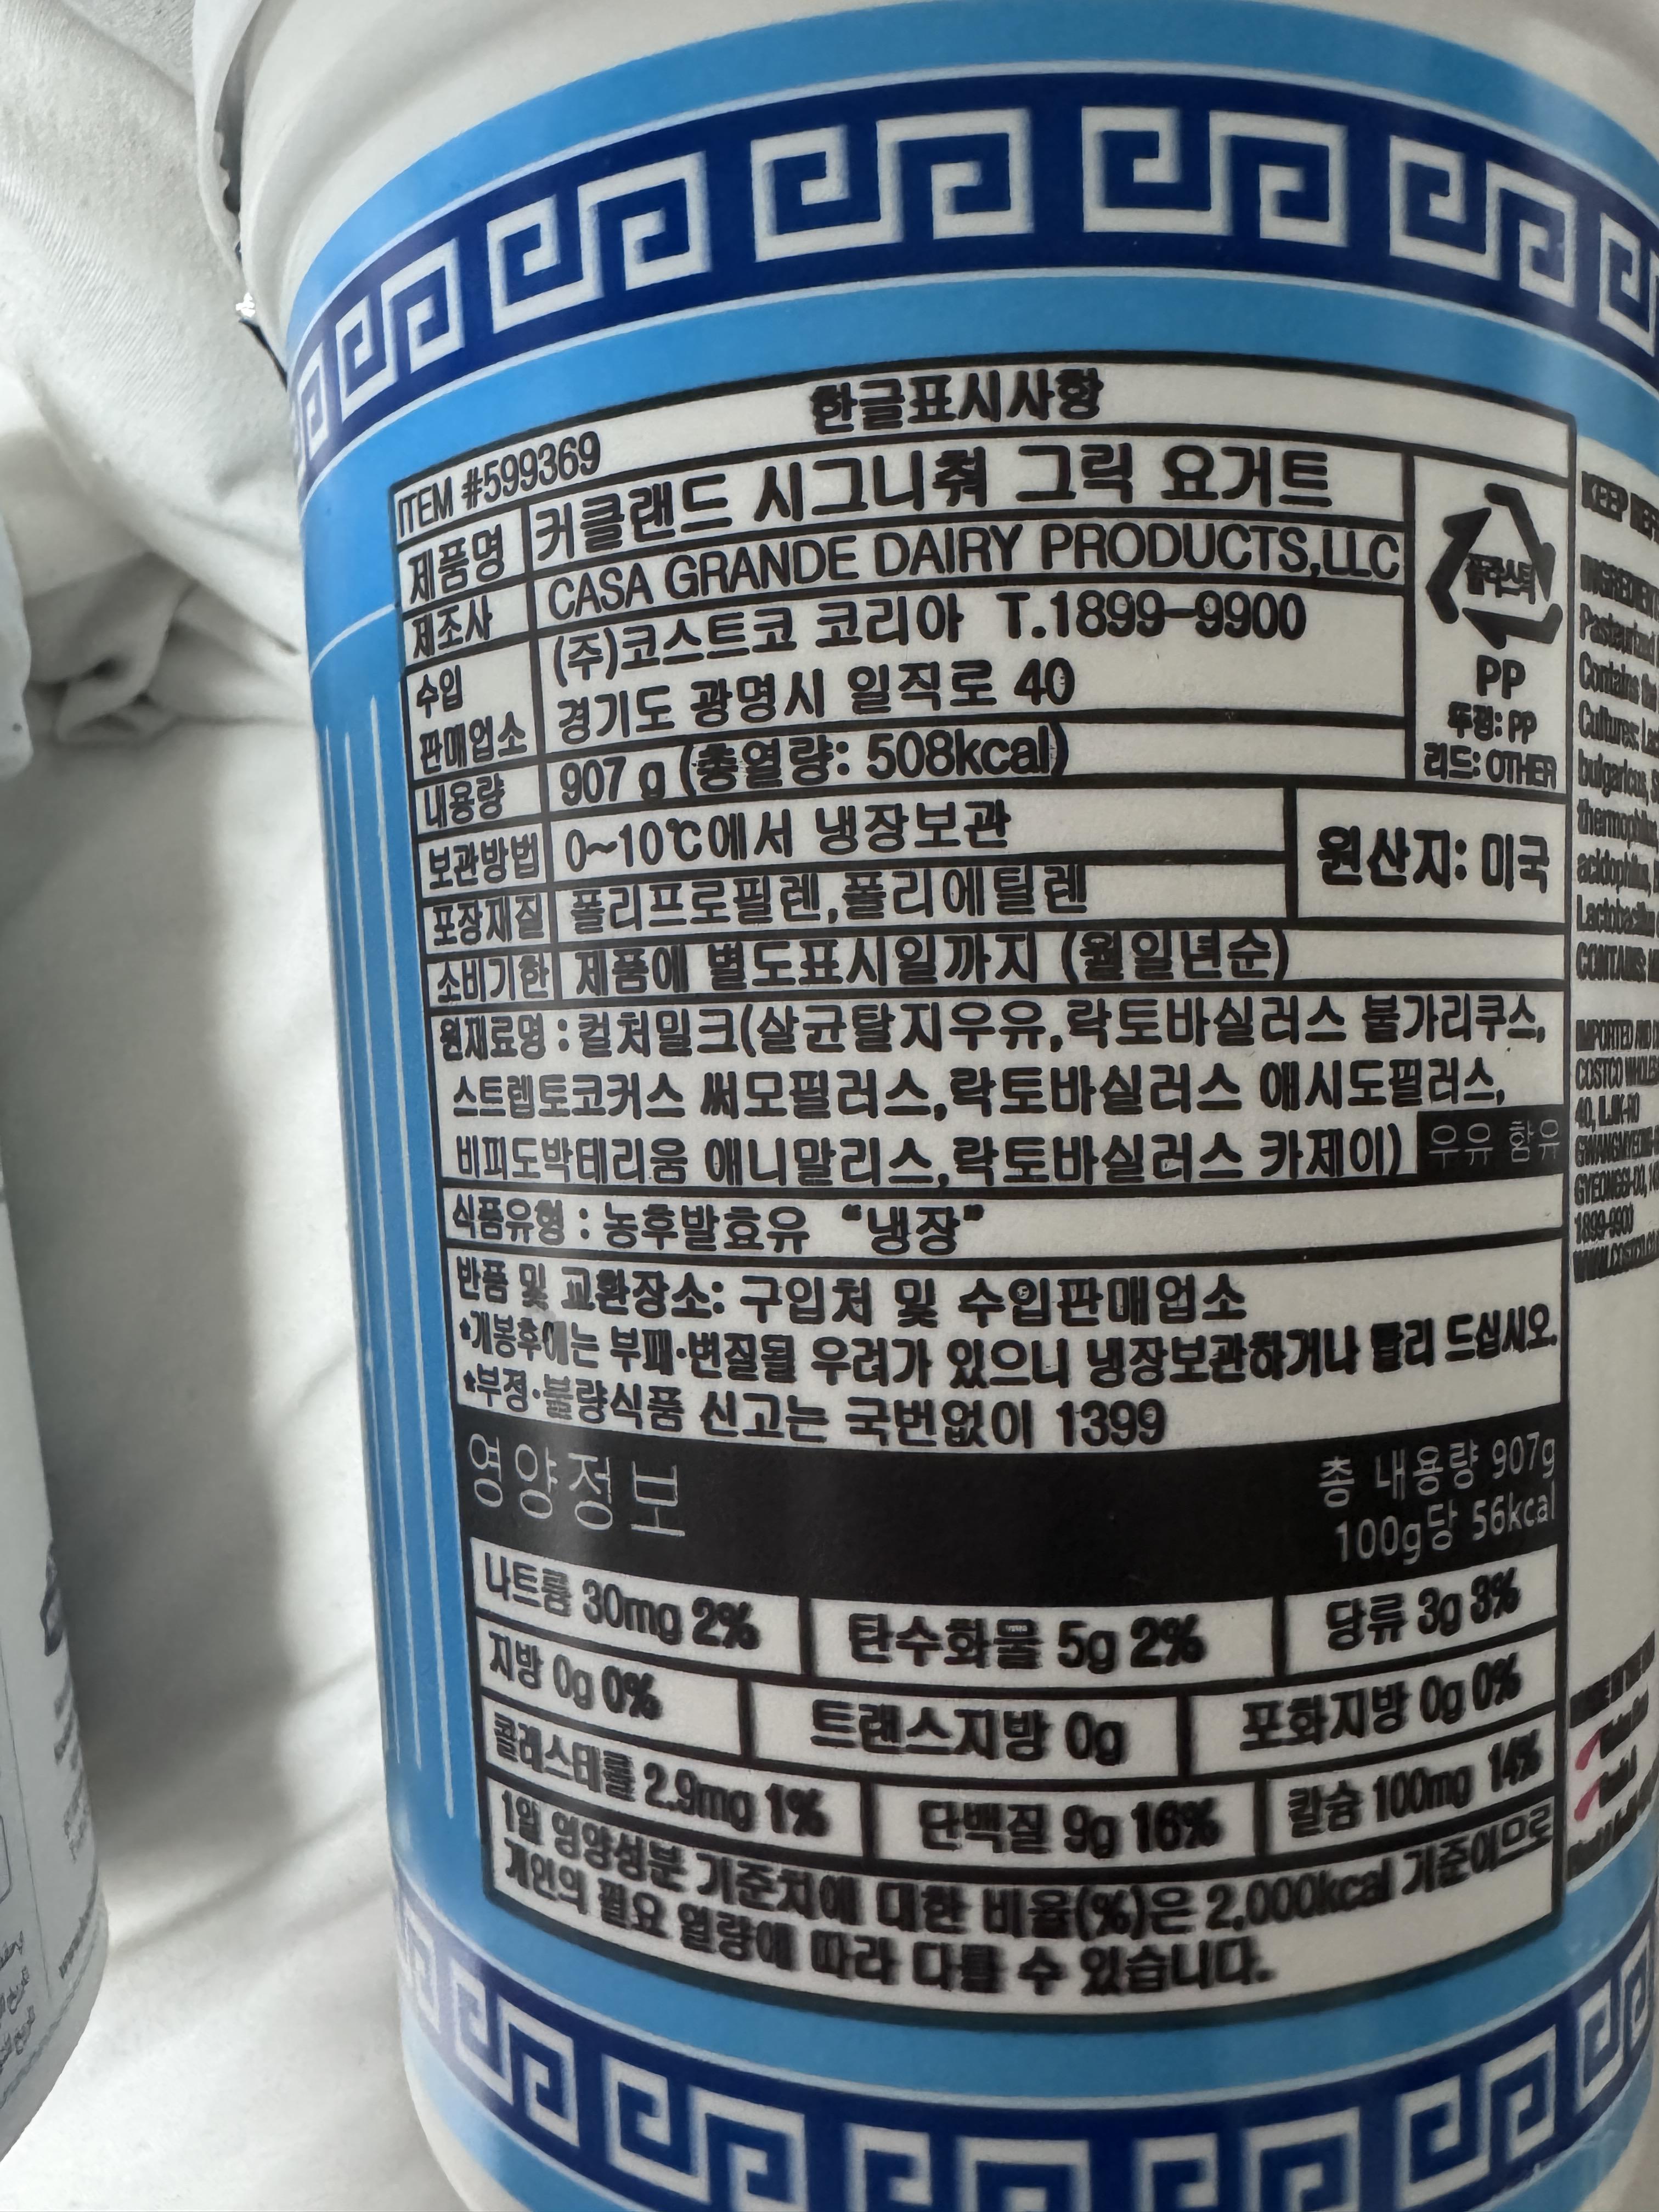 한글표시사항
ITEM #599369
제품명 커클랜드 시그니춰 그릭 요거트
제조사 CASA GRANDE DAIRY PRODUCTS,LLC
수입 판매업소 (주)코스트코 코리아 T.1899-9900
경기도 광명시 일직로 40
내용량 907 g (총열량: 508kcal)
플라스틱
PP
뚜껑: PP
리드: OTHER
보관방법 0~10℃에서 냉장보관
포장재질 폴리프로필렌,폴리에틸렌
원산지: 미국
소비기한 제품에 별도표시일까지 (월일년순)
원재료명 : 컬처밀크(살균탈지우유,락토바실러스 불가리쿠스,
스트렙토코커스 써모필러스,락토바실러스 애시도필러스,
비피도박테리움 애니말리스,락토바실러스 카제이) 우유 함유
식품유형 : 농후발효유 “냉장”
반품 및 교환장소: 구입처 및 수입판매업소
*개봉후에는 부패·변질될 우려가 있으니 냉장보관하거나 빨리 드십시오.
*부정·불량식품 신고는 국번없이 1399
영양정보
총 내용량 907g
100g당 56kcal
나트륨 30mg 2% 탄수화물 5g 2% 당류 3g 3%
지방 0g 0% 트랜스지방 0g 포화지방 0g 0%
콜레스테롤 2.9mg 1% 단백질 9g 16% 칼슘 100mg 14%
1일 영양성분 기준치에 대한 비율(%)은 2,000kcal 기준이므로
개인의 필요 열량에 따라 다를 수 있습니다.
KEEP
Pasteurized
Contains the
Cultures:
bulgaricus,
acidophilus,
CONTAINS
COSTCO
40, ILJIK-RO
1899-9900